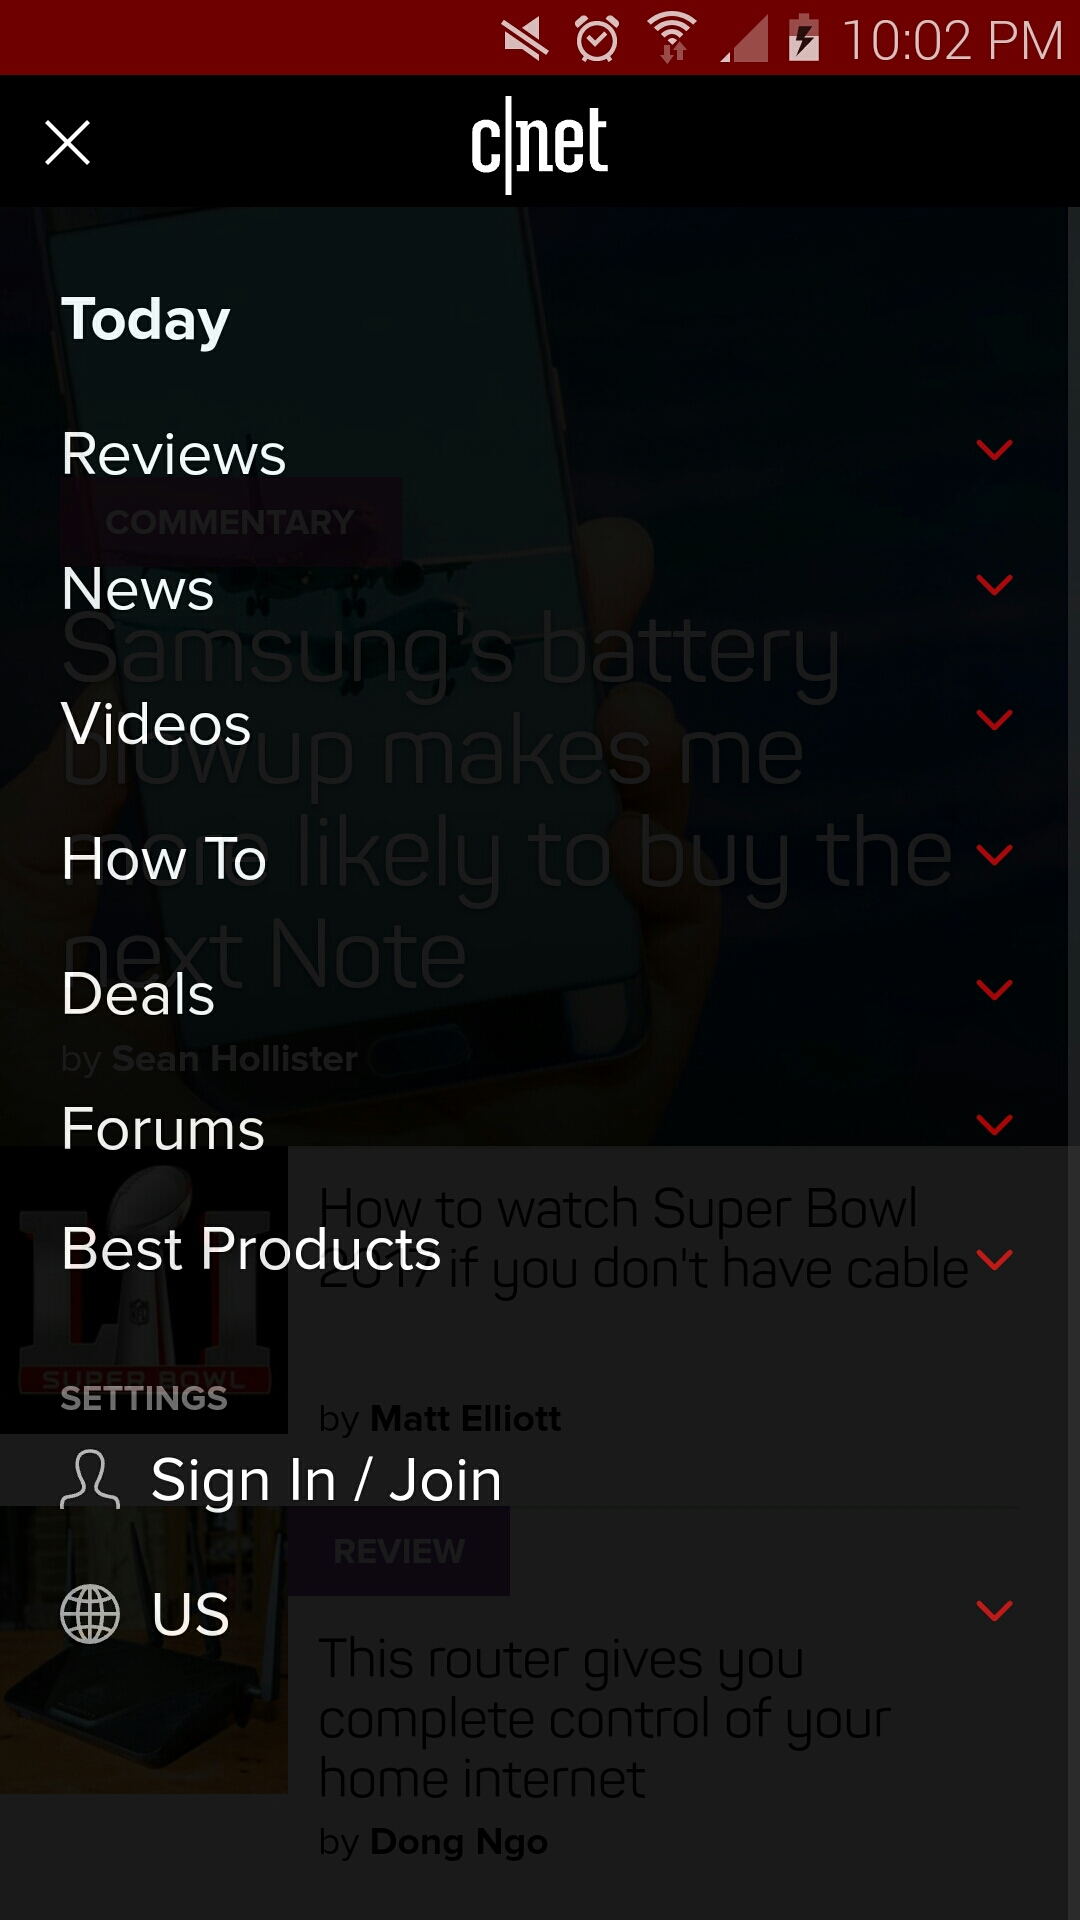 10:02 PM
c|net
Today
Reviews
COMMENTARY
News
Samsung's battery
Videos
blowup makes me
How To
more likely to buy the
next Note
Deals
by Sean Hollister
Forums
How to watch Super Bowl
Best Products
2017 if you don't have cable
LI
SUPER BOWL
SETTINGS
by Matt Elliott
Sign In / Join
REVIEW
US
This router gives you
complete control of your
home internet
by Dong Ngo